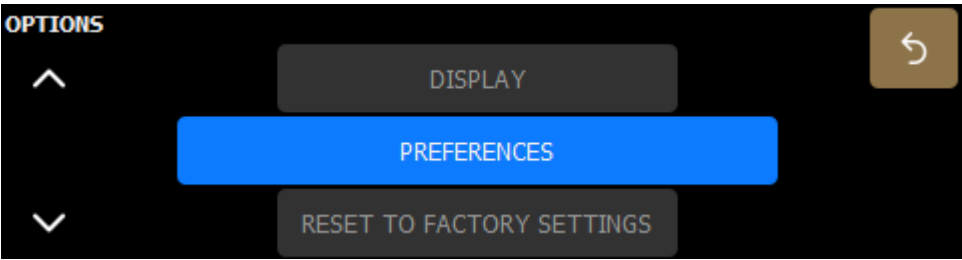 OPTIONS
DISPLAY
PREFERENCES
RESET TO FACTORY SETTINGS